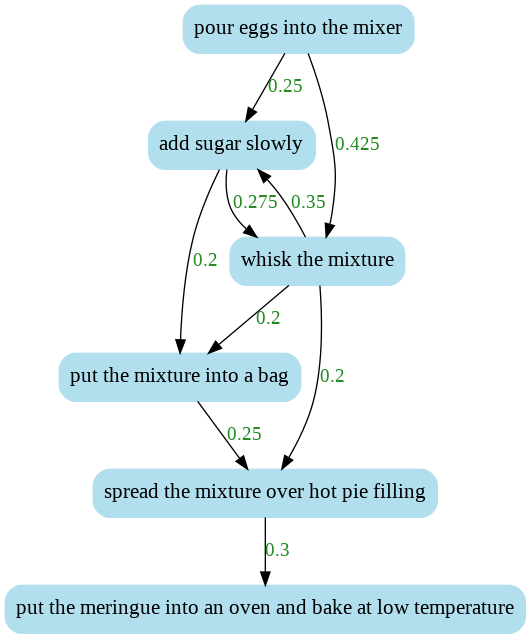 pour eggs into the mixer
0.25
0.425
add sugar slowly
0.275
0.35
0.2
whisk the mixture
0.2
0.2
put the mixture into a bag
0.25
spread the mixture over hot pie filling
0.3
put the meringue into an oven and bake at low temperature